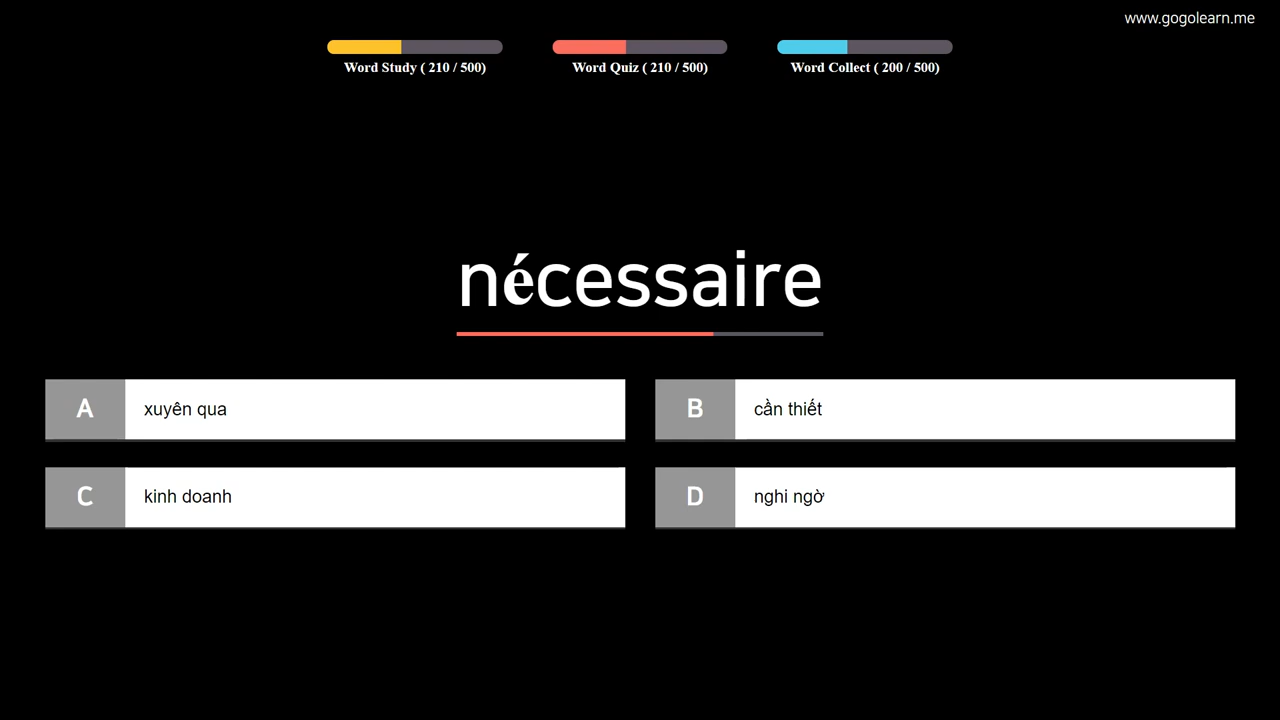 www.gogolearn.me
Word Study ( 210 / 500)
Word Quiz ( 210 / 500)
Word Collect ( 200 / 500)
nécessaire
A xuyên qua
B cần thiết
C kinh doanh
D nghi ngờ